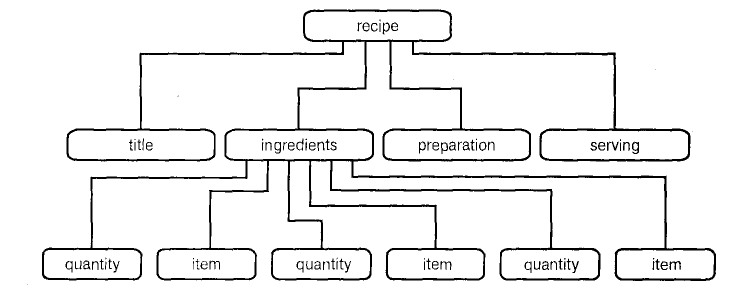 recipe
title ingredients preparation serving
quantity item quantity item quantity item